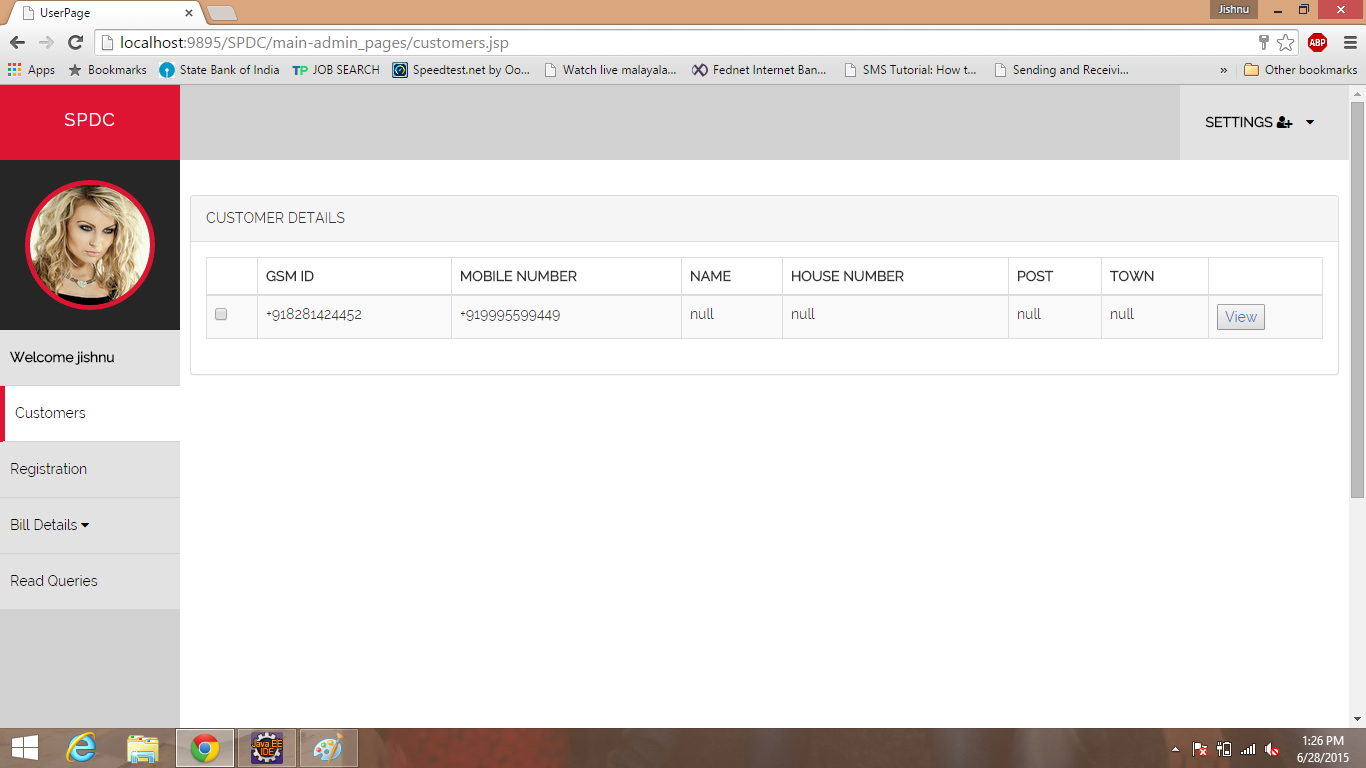 UserPage
Jishnu
localhost:9895/SPDC/main-admin_pages/customers.jsp
ABP
Apps Bookmarks State Bank of India TP JOB SEARCH Speedtest.net by Oo... Watch live malayala... Fednet Internet Ban... SMS Tutorial: How t... Sending and Receivi... » Other bookmarks
SPDC
SETTINGS
CUSTOMER DETAILS
GSM ID MOBILE NUMBER NAME HOUSE NUMBER POST TOWN
+918281424452 +919995599449 null null null null View
Welcome jishnu
Customers
Registration
Bill Details
Read Queries
Java EE
IDE
1:26 PM
6/28/2015